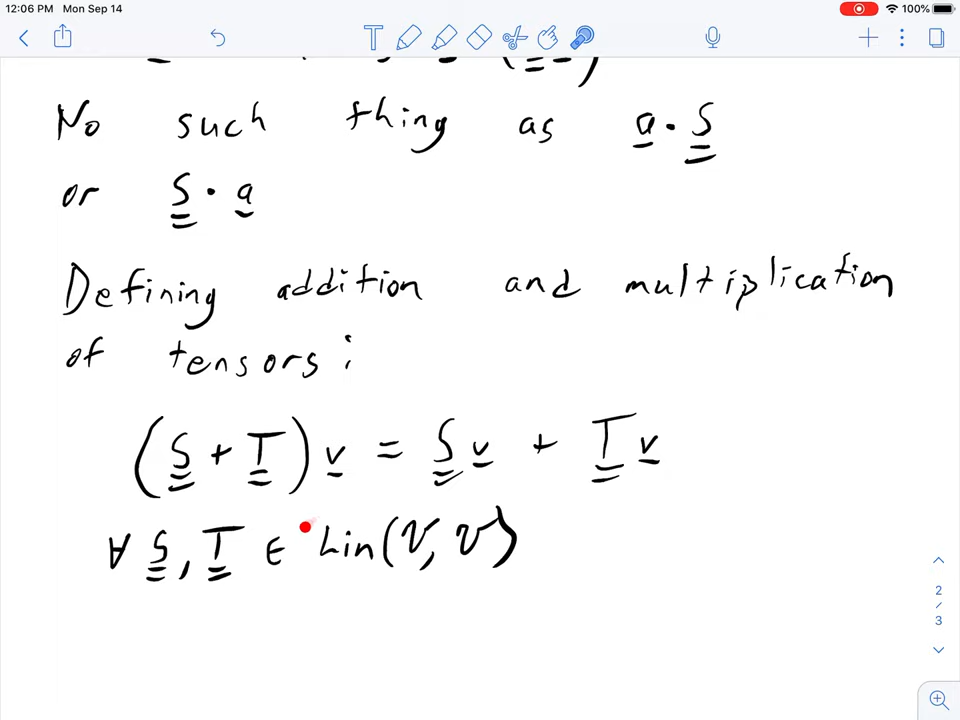 12:06 PM Mon Sep 14 100%
No such thing as a · S
or S · a
Defining addition and multiplication
of tensors:
(S + T) v = S v + T v
∀ S, T ∈ Lin(V, V)
2
/
3